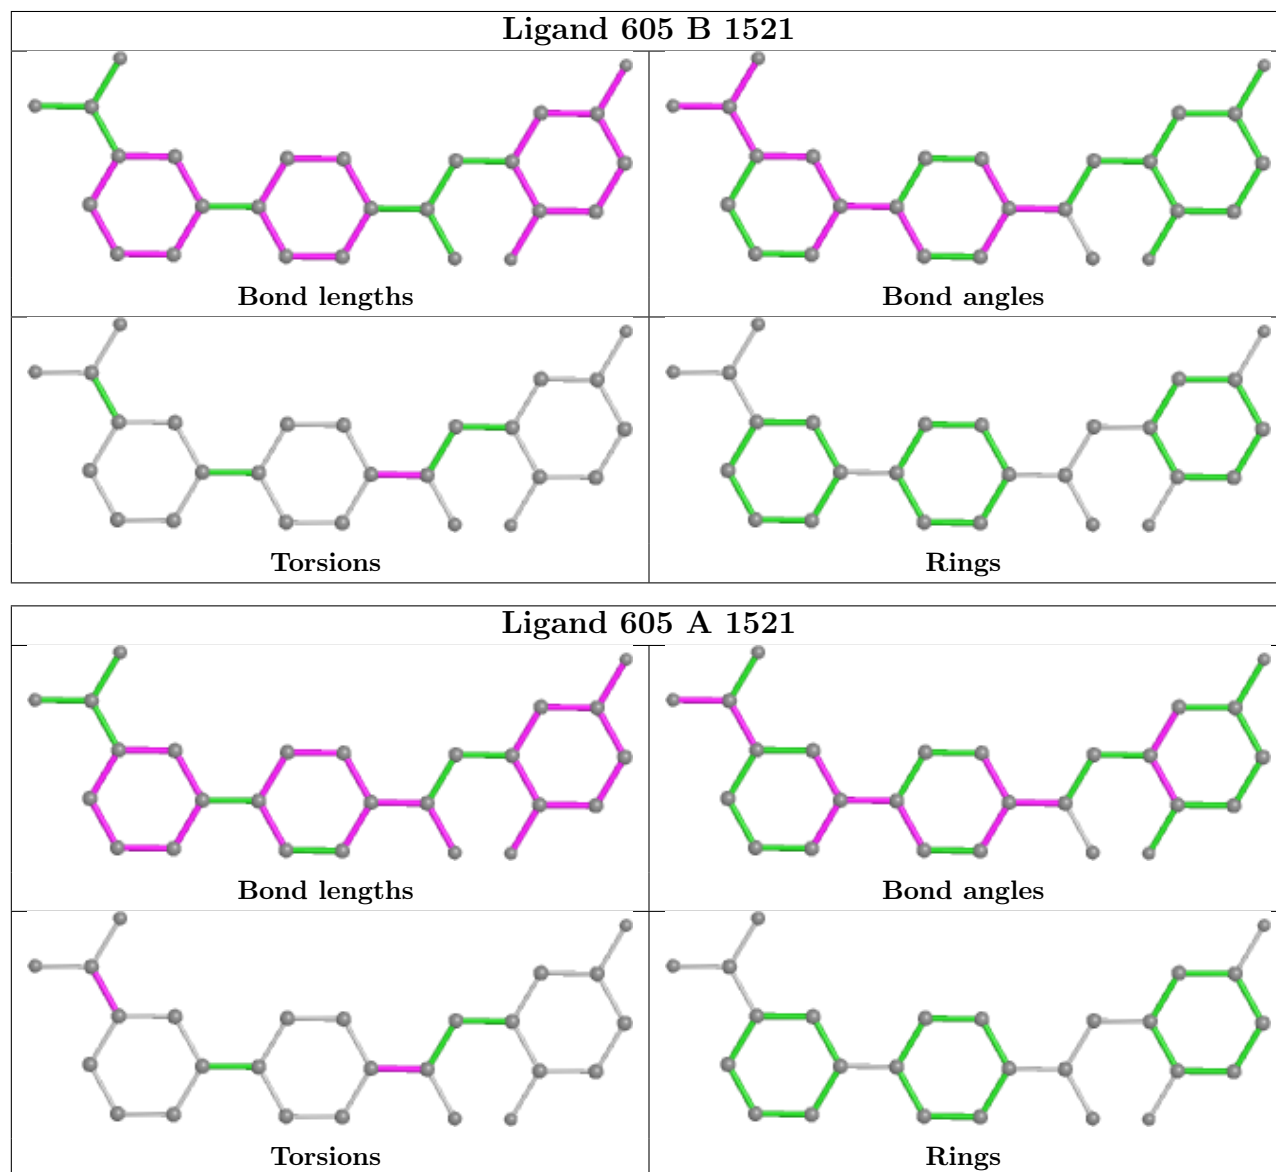 Ligand 605 B 1521
Bond lengths
Bond angles
Torsions
Rings
Ligand 605 A 1521
Bond lengths
Bond angles
Torsions
Rings